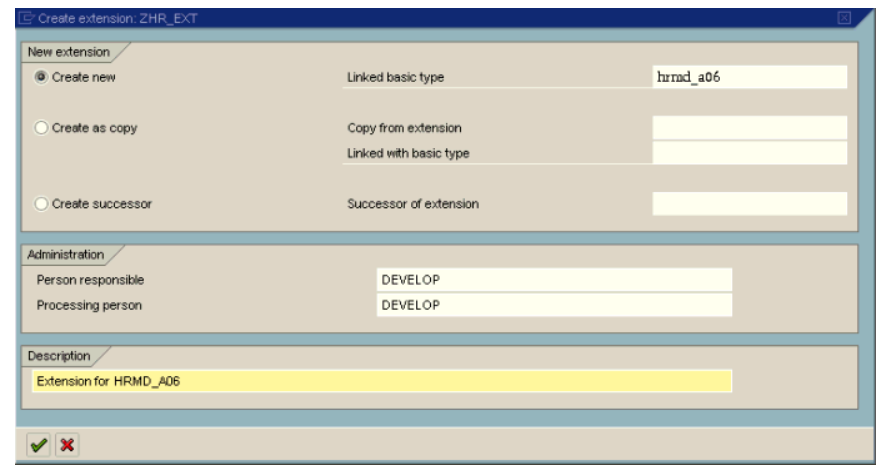 Create extension: ZHR_EXT
New extension
Create new Linked basic type hrmd_a06
Create as copy Copy from extension
Linked with basic type
Create successor Successor of extension
Administration
Person responsible DEVELOP
Processing person DEVELOP
Description
Extension for HRMD_A06